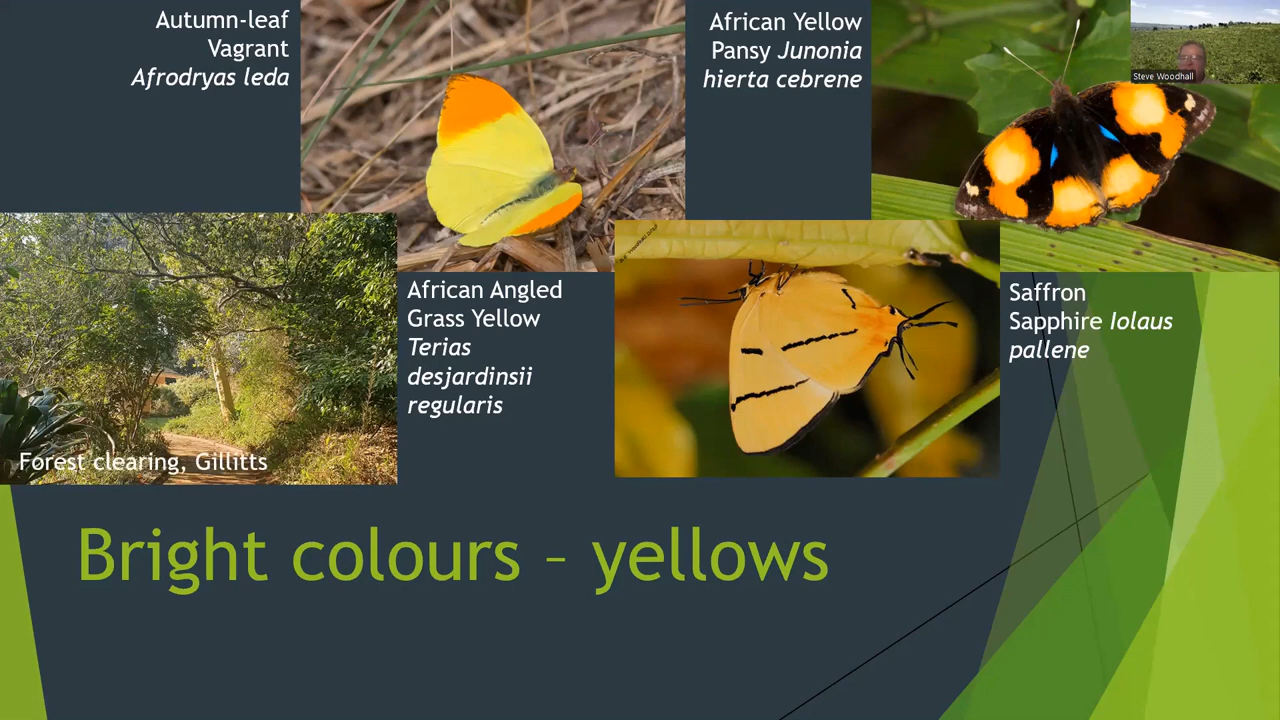 Autumn-leaf
Vagrant
Afrodryas leda
African Yellow
Pansy Junonia
hierta cebrene
Steve Woodhall
African Angled
Grass Yellow
Terias
desjardinsii
regularis
Saffron
Sapphire Iolaus
pallene
Forest clearing, Gillitts
Bright colours – yellows